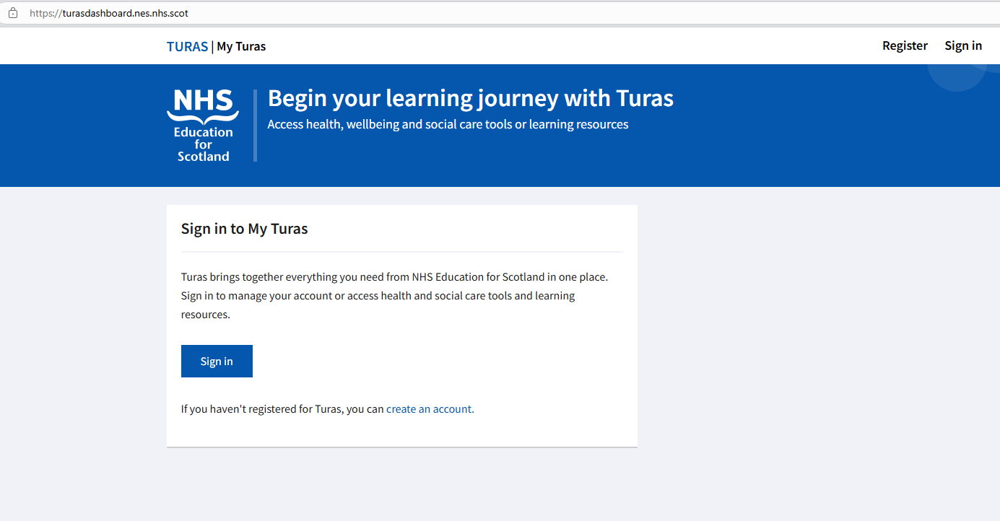 https://turasdashboard.nes.nhs.scot
TURAS | My Turas
Register
Sign in
NHS
Education
for
Scotland
Begin your learning journey with Turas
Access health, wellbeing and social care tools or learning resources
Sign in to My Turas
Turas brings together everything you need from NHS Education for Scotland in one place.
Sign in to manage your account or access health and social care tools and learning
resources.
Sign in
If you haven't registered for Turas, you can create an account.